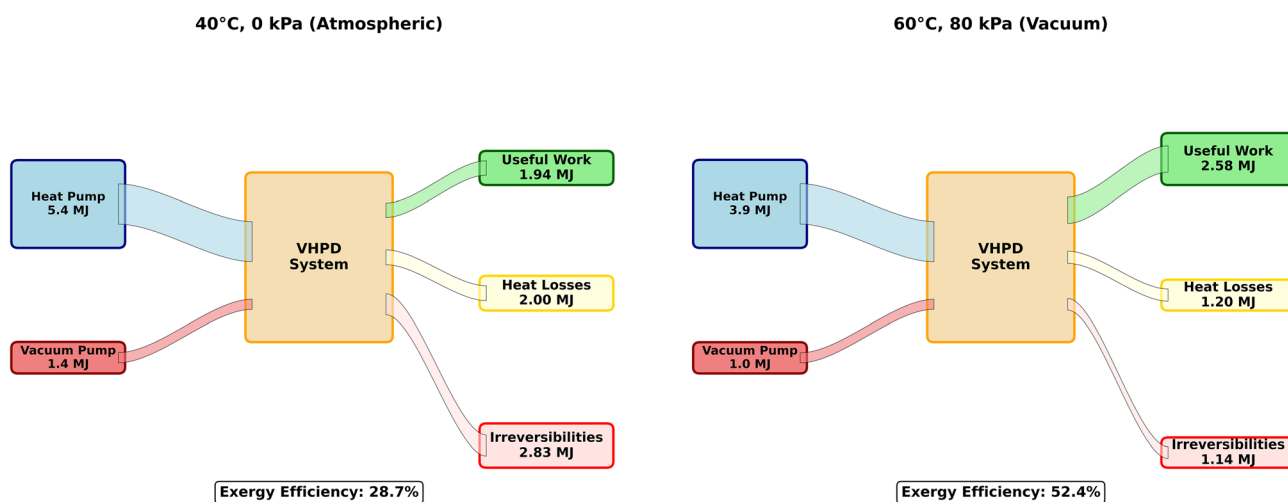 40°C, 0 kPa (Atmospheric)
Heat Pump
5.4 MJ
Vacuum Pump
1.4 MJ
VHPD
System
Useful Work
1.94 MJ
Heat Losses
2.00 MJ
Irreversibilities
2.83 MJ
Exergy Efficiency: 28.7%
60°C, 80 kPa (Vacuum)
Heat Pump
3.9 MJ
Vacuum Pump
1.0 MJ
VHPD
System
Useful Work
2.58 MJ
Heat Losses
1.20 MJ
Irreversibilities
1.14 MJ
Exergy Efficiency: 52.4%